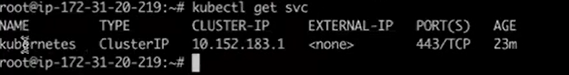 root@ip-172-31-20-219:~# kubectl get svc
NAME TYPE CLUSTER-IP EXTERNAL-IP PORT(S) AGE
kubernetes ClusterIP 10.152.183.1 <none> 443/TCP 23m
root@ip-172-31-20-219:~#